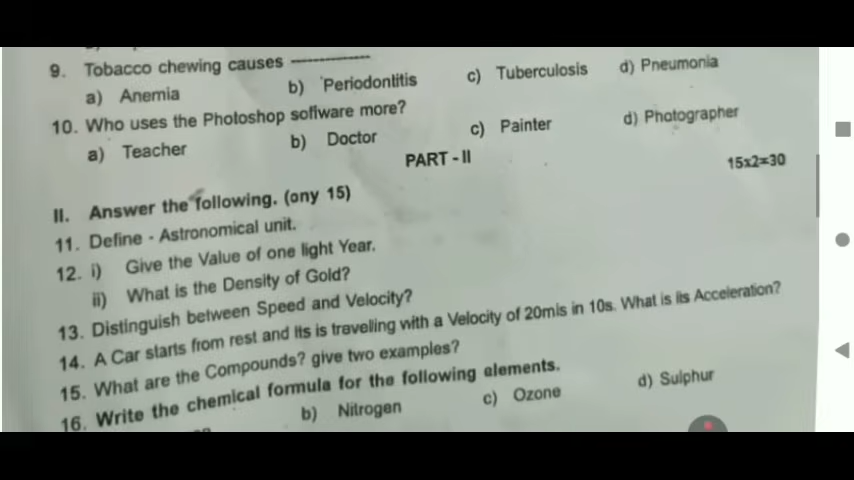 9. Tobacco chewing causes ------------
a) Anemia b) Periodontitis c) Tuberculosis d) Pneumonia
10. Who uses the Photoshop software more?
a) Teacher b) Doctor c) Painter d) Photographer
PART - II
15x2=30
II. Answer the following. (ony 15)
11. Define - Astronomical unit.
12. i) Give the Value of one light Year.
ii) What is the Density of Gold?
13. Distinguish between Speed and Velocity?
14. A Car starts from rest and its is travelling with a Velocity of 20mis in 10s. What is its Acceleration?
15. What are the Compounds? give two examples?
16. Write the chemical formula for the following elements.
b) Nitrogen c) Ozone d) Sulphur